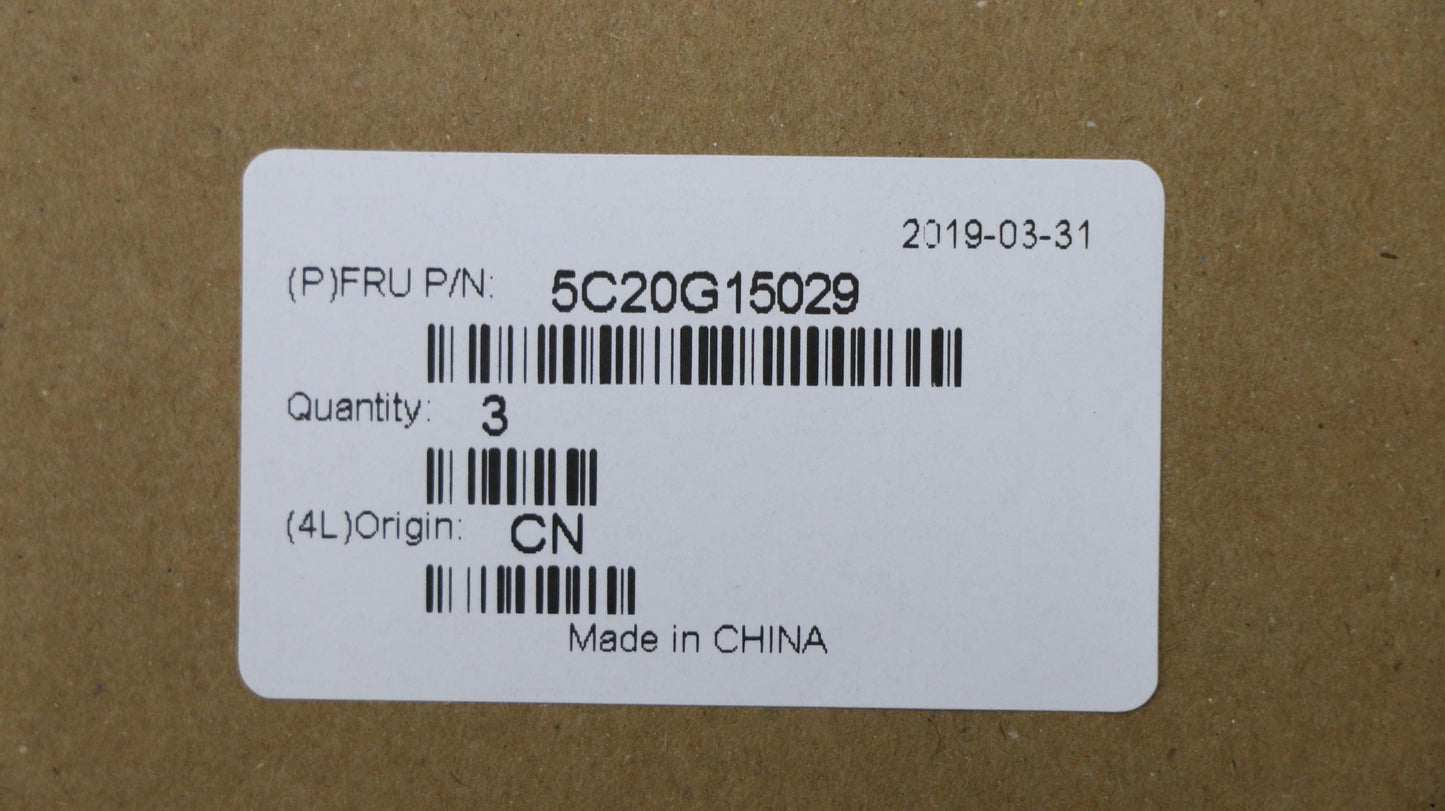 2019-03-31
(P)FRU P/N: 5C20G15029
Quantity: 3
(4L)Origin: CN
Made in CHINA